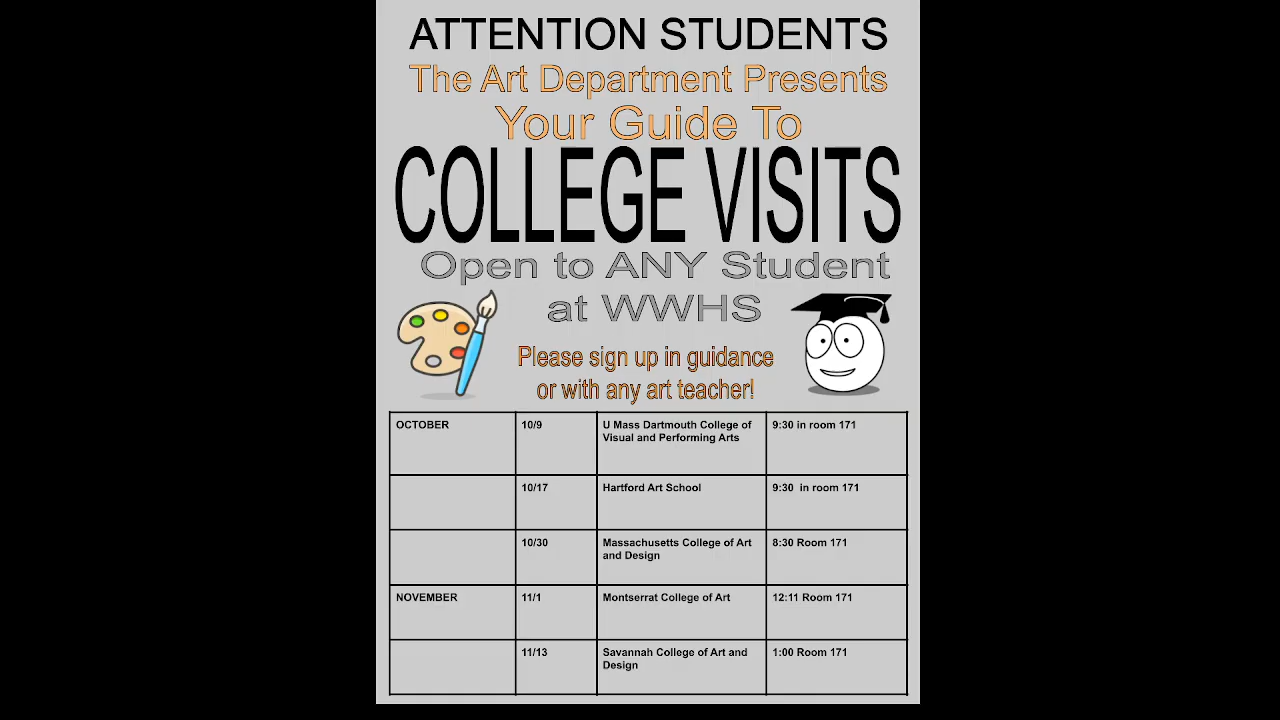 ATTENTION STUDENTS
The Art Department Presents
Your Guide To
COLLEGE VISITS
Open to ANY Student
at WWHS
Please sign up in guidance
or with any art teacher!
OCTOBER 10/9 U Mass Dartmouth College of 9:30 in room 171
Visual and Performing Arts
10/17 Hartford Art School 9:30  in room 171
10/30 Massachusetts College of Art 8:30 Room 171
and Design
NOVEMBER 11/1 Montserrat College of Art 12:11 Room 171
11/13 Savannah College of Art and 1:00 Room 171
Design